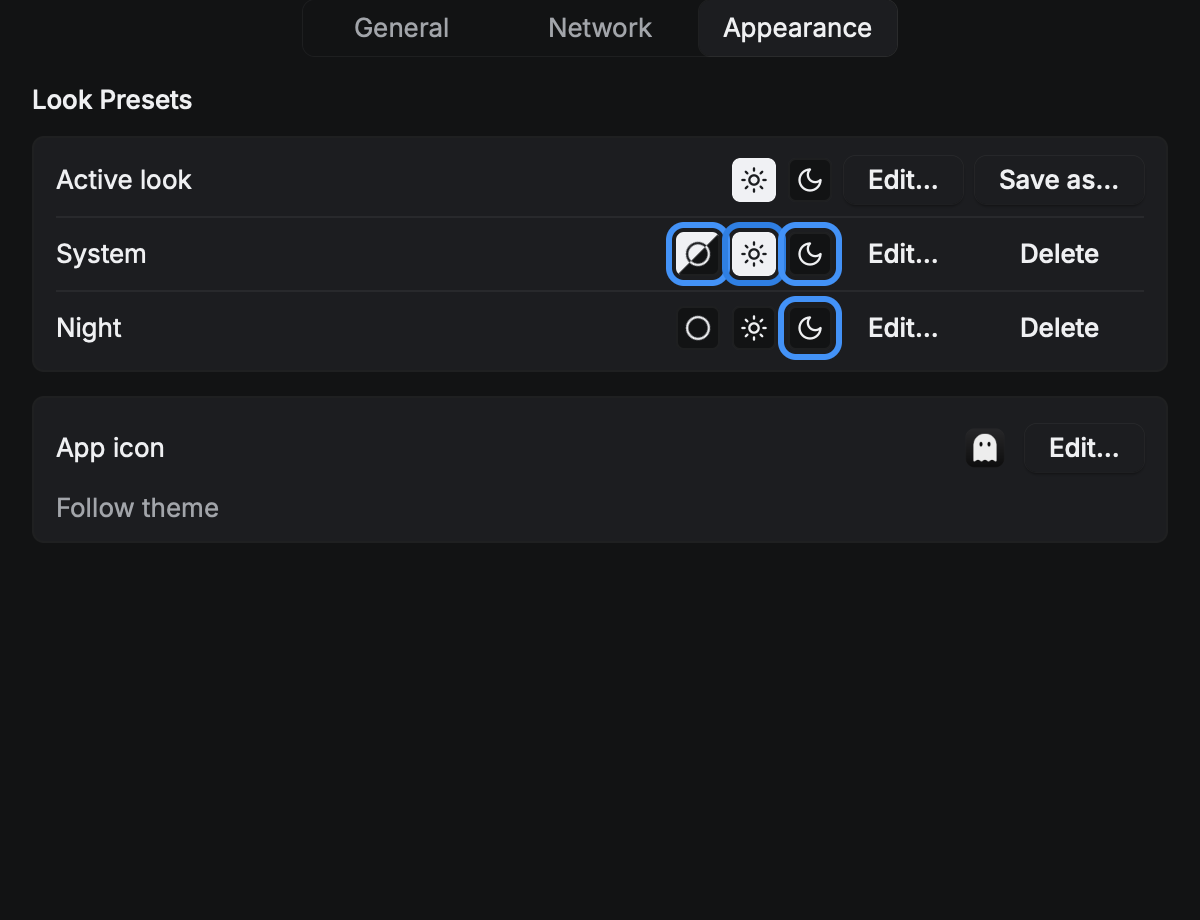 General Network Appearance
Look Presets
Active look Edit... Save as...
System Edit... Delete
Night Edit... Delete
App icon Edit...
Follow theme